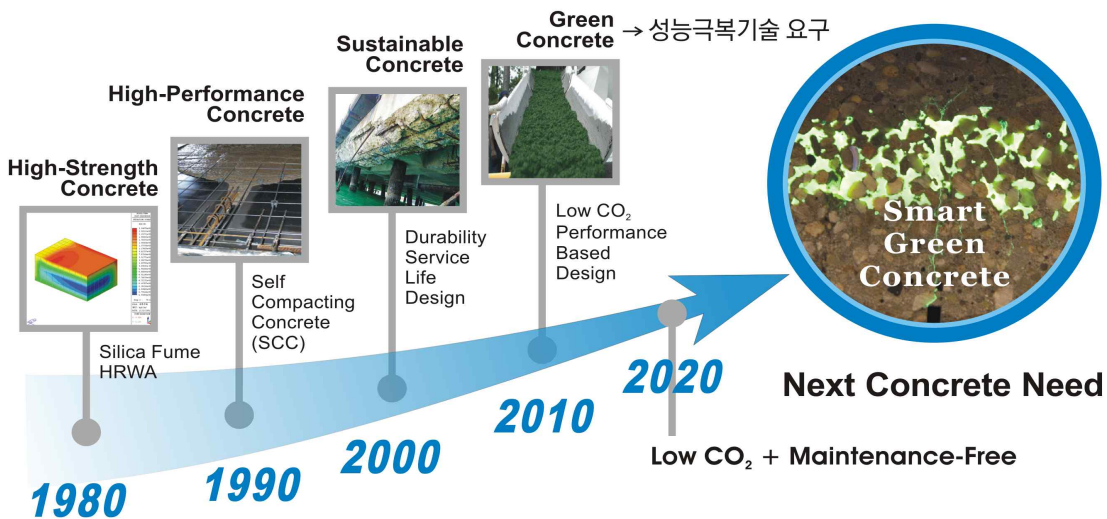 High-Strength
Concrete
Silica Fume
HRWA
1980
High-Performance
Concrete
Self
Compacting
Concrete
(SCC)
1990
Sustainable
Concrete
Durability
Service
Life
Design
2000
Green
Concrete → 성능극복기술 요구
Low CO₂
Performance
Based
Design
2010
2020
Low CO₂ + Maintenance-Free
Smart
Green
Concrete
Next Concrete Need